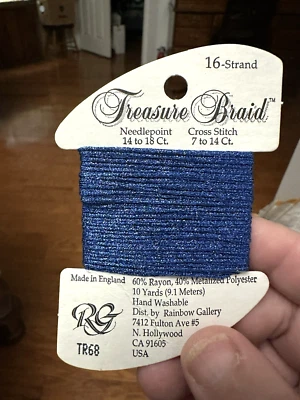 16-Strand
Treasure Braid™
Needlepoint Cross Stitch
14 to 18 Ct. 7 to 14 Ct.
Made in England
60% Rayon, 40% Metalized Polyester
10 Yards (9.1 Meters)
Hand Washable
Dist. by Rainbow Gallery
7412 Fulton Ave #5
N. Hollywood
CA 91605
USA
RG
TR68